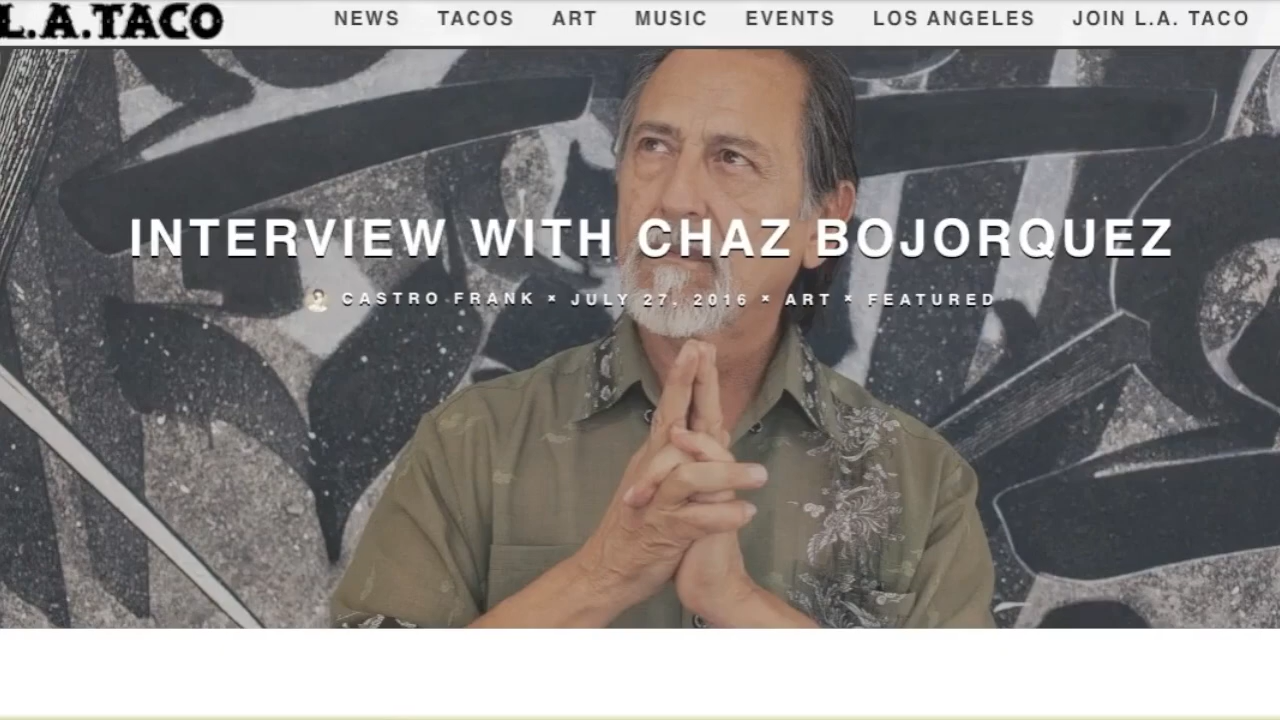 L.A.TACO
NEWS TACOS ART MUSIC EVENTS LOS ANGELES JOIN L.A. TACO
INTERVIEW WITH CHAZ BOJORQUEZ
CASTRO FRANK × JULY 27, 2016 × ART × FEATURED